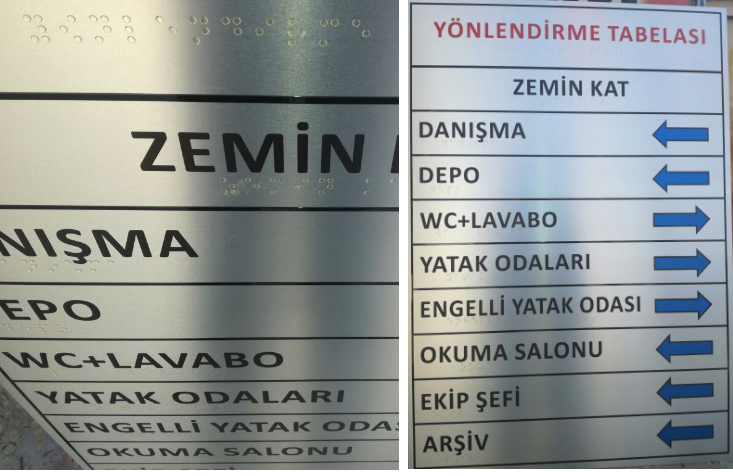 ZEMİN
NIŞMA
EPO
WC+LAVABO
YATAK ODALARI
ENGELLİ YATAK ODAS
OKUMA SALONU
YÖNLENDİRME TABELASI
ZEMİN KAT
DANIŞMA
DEPO
WC+LAVABO
YATAK ODALARI
ENGELLİ YATAK ODASI
OKUMA SALONU
EKİP ŞEFİ
ARŞİV